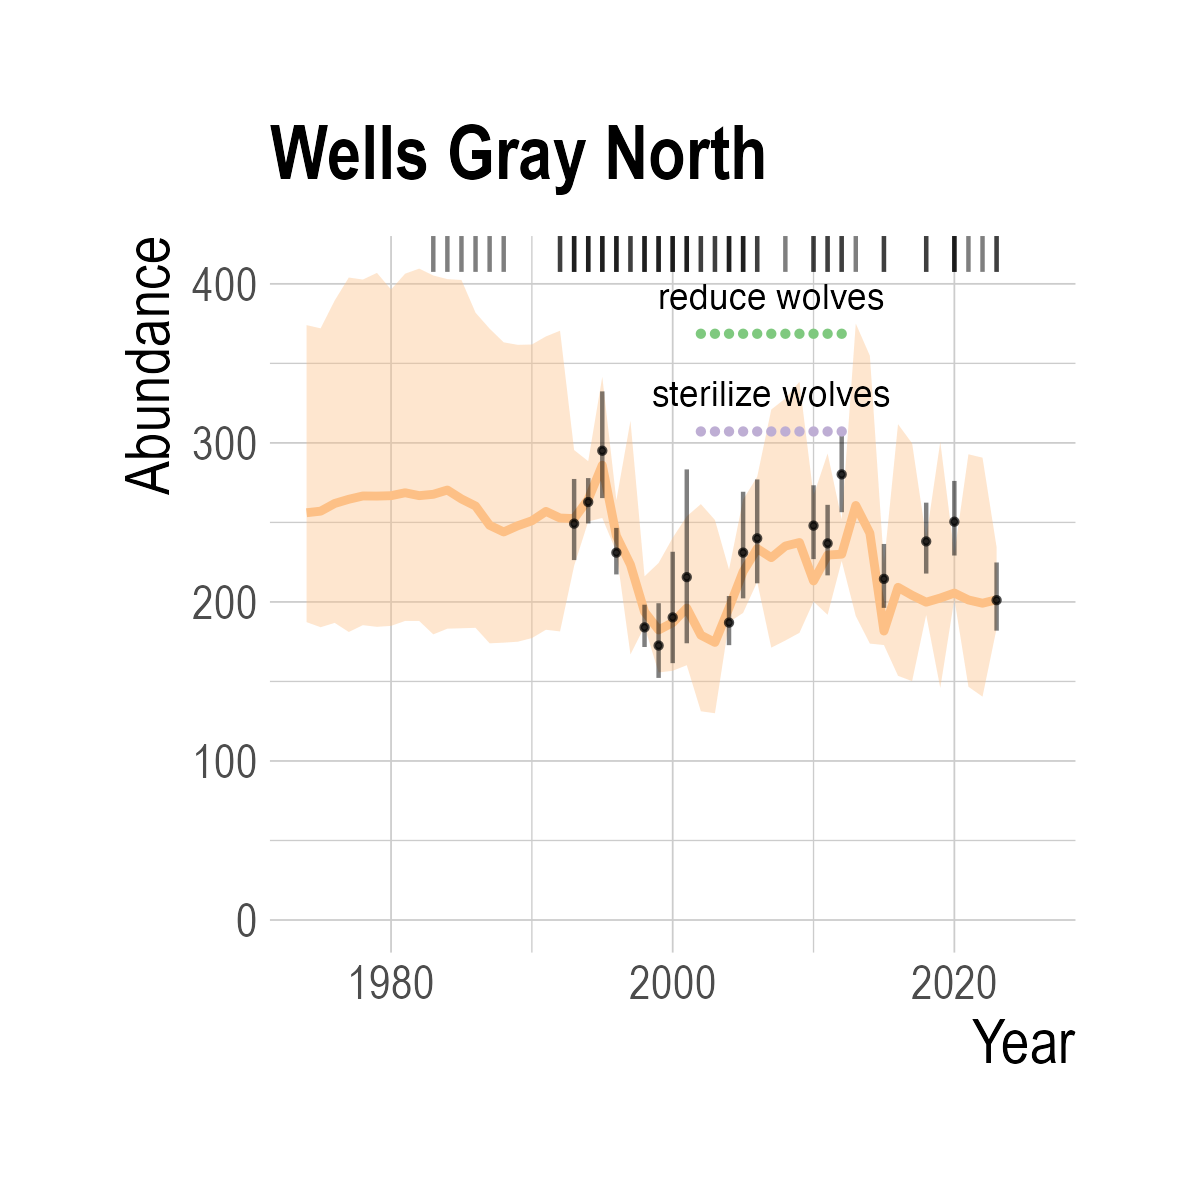 Wells Gray North
Abundance
400
300
200
100
0
reduce wolves
sterilize wolves
1980 2000 2020
Year